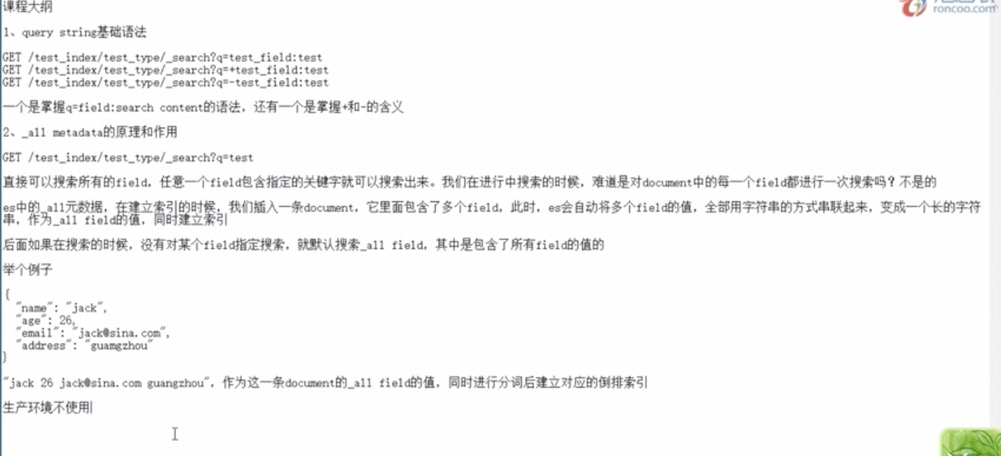 课程大纲
roncoo.com
1、query string基础语法
GET /test_index/test_type/_search?q=test_field:test
GET /test_index/test_type/_search?q=+test_field:test
GET /test_index/test_type/_search?q=-test_field:test
一个是掌握q=field:search content的语法，还有一个是掌握+和-的含义
2、_all metadata的原理和作用
GET /test_index/test_type/_search?q=test
直接可以搜索所有的field，任意一个field包含指定的关键字就可以搜索出来。我们在进行中搜索的时候，难道是对document中的每一个field都进行一次搜索吗？不是的
es中的_all元数据，在建立索引的时候，我们插入一条document，它里面包含了多个field，此时，es会自动将多个field的值，全部用字符串的方式串联起来，变成一个长的字符
串，作为_all field的值，同时建立索引
后面如果在搜索的时候，没有对某个field指定搜索，就默认搜索_all field，其中是包含了所有field的值的
举个例子
{
"name": "jack",
"age": 26,
"email": "jack@sina.com",
"address": "guamgzhou"
}
"jack 26 jack@sina.com guangzhou"，作为这一条document的_all field的值，同时进行分词后建立对应的倒排索引
生产环境不使用